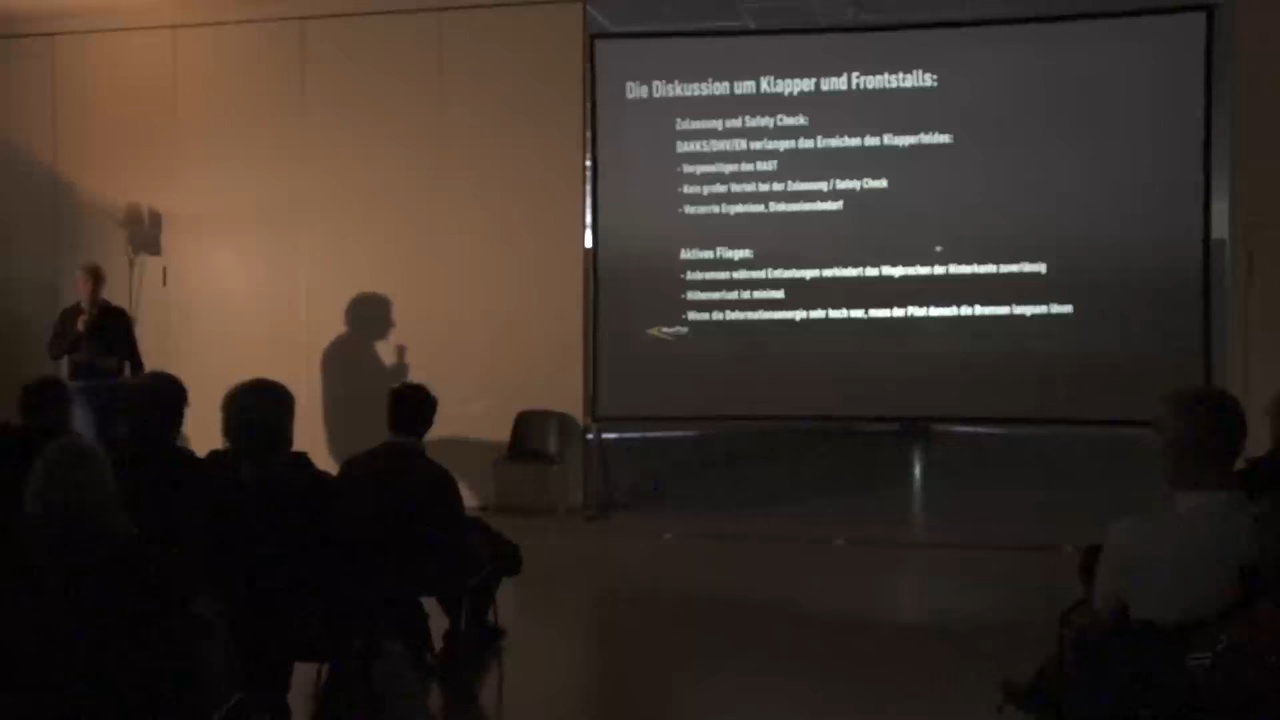 Die Diskussion um Klapper und Frontstalls:
Zulassung und Safety Check:
DAKKS/DHV/EN verlangen das Erreichen des Klapperfeldes:
- Vergewaltigen des RAST
- Kein großer Vorteil bei der Zulassung / Safety Check
- Verzerrte Ergebnisse, Diskussionsbedarf
Aktives Fliegen:
- Anbremsen während Entlastungen verhindert das Wegbrechen der Hinterkante zuverlässig
- Höhenverlust ist minimal
- Wenn die Deformationsenergie sehr hoch war, muss der Pilot danach die Bremsen langsam lösen